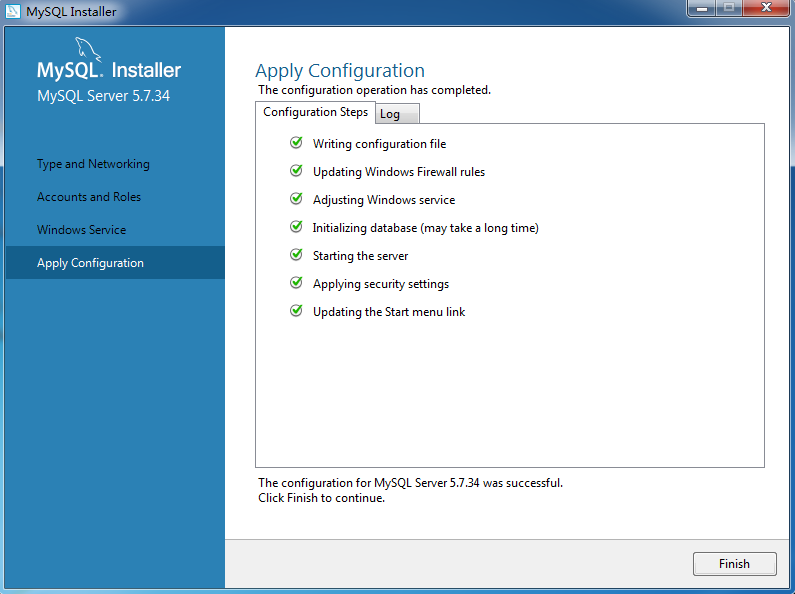 MySQL Installer
MySQL. Installer
MySQL Server 5.7.34
Type and Networking
Accounts and Roles
Windows Service
Apply Configuration
Apply Configuration
The configuration operation has completed.
Configuration Steps
Log
Writing configuration file
Updating Windows Firewall rules
Adjusting Windows service
Initializing database (may take a long time)
Starting the server
Applying security settings
Updating the Start menu link
The configuration for MySQL Server 5.7.34 was successful.
Click Finish to continue.
Finish